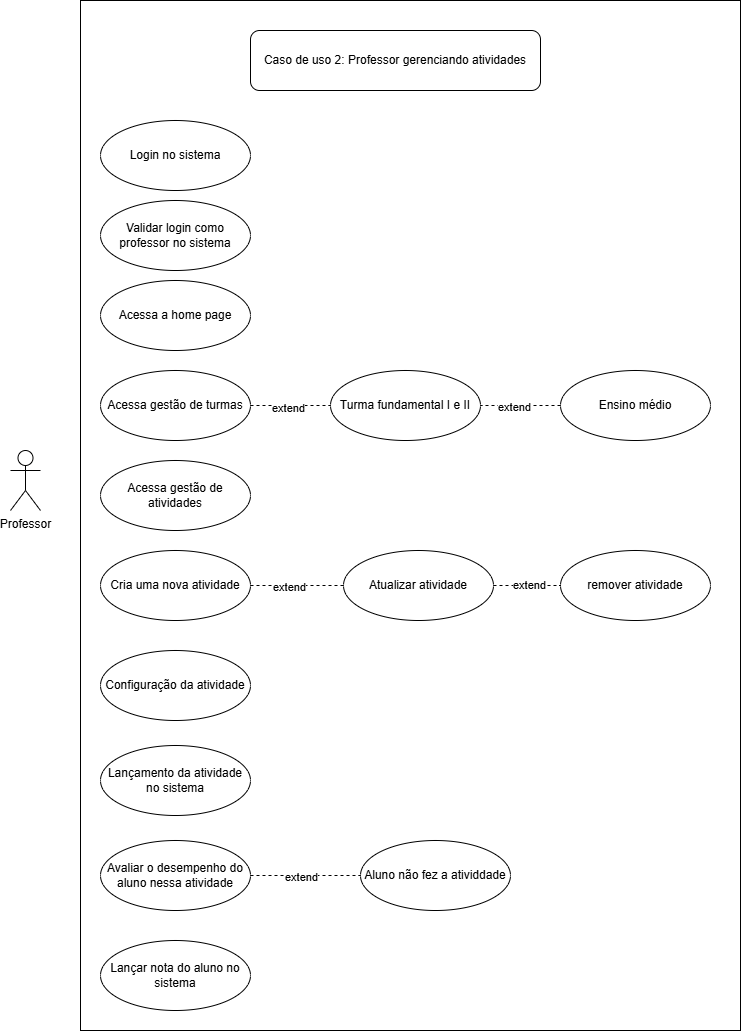 Caso de uso 2: Professor gerenciando atividades
Login no sistema
Validar login como
professor no sistema
Acessa a home page
Acessa gestão de turmas
extend
Turma fundamental I e II
extend
Ensino médio
Professor
Acessa gestão de
atividades
Cria uma nova atividade
extend
Atualizar atividade
extend
remover atividade
Configuração da atividade
Lançamento da atividade
no sistema
Avaliar o desempenho do
aluno nessa atividade
extend
Aluno não fez a atividdade
Lançar nota do aluno no
sistema